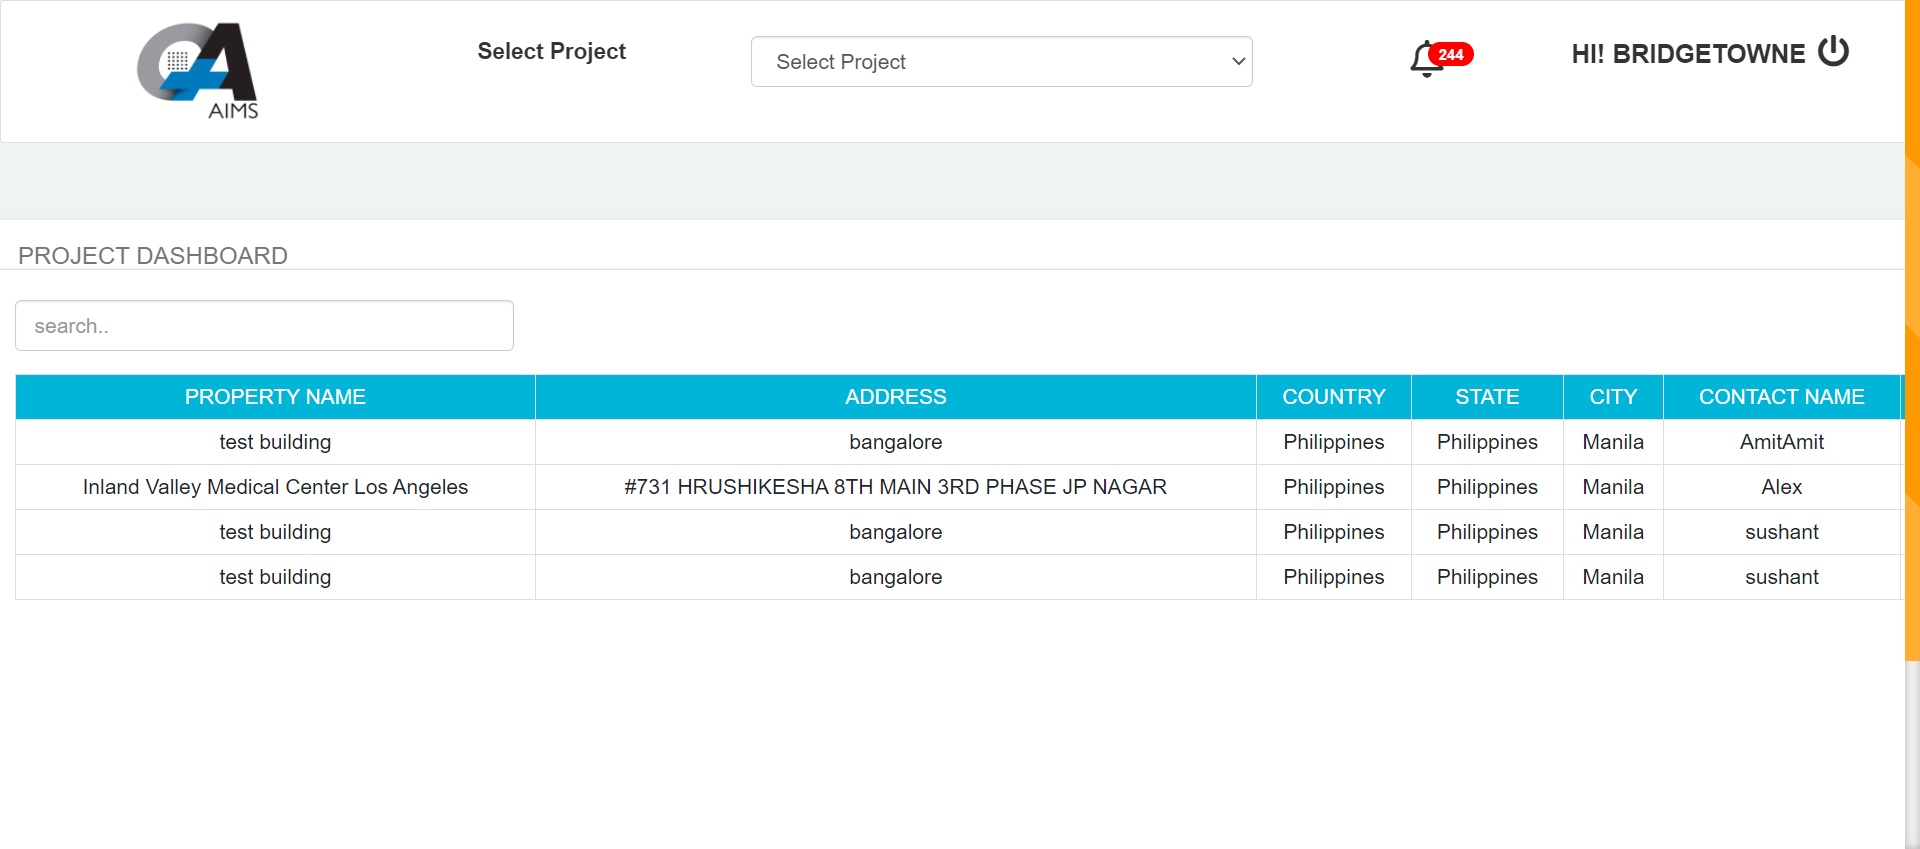 AIMS
Select Project
Select Project
244
HI! BRIDGETOWNE
PROJECT DASHBOARD
search..
PROPERTY NAME ADDRESS COUNTRY STATE CITY CONTACT NAME
test building bangalore Philippines Philippines Manila AmitAmit
Inland Valley Medical Center Los Angeles #731 HRUSHIKESHA 8TH MAIN 3RD PHASE JP NAGAR Philippines Philippines Manila Alex
test building bangalore Philippines Philippines Manila sushant
test building bangalore Philippines Philippines Manila sushant